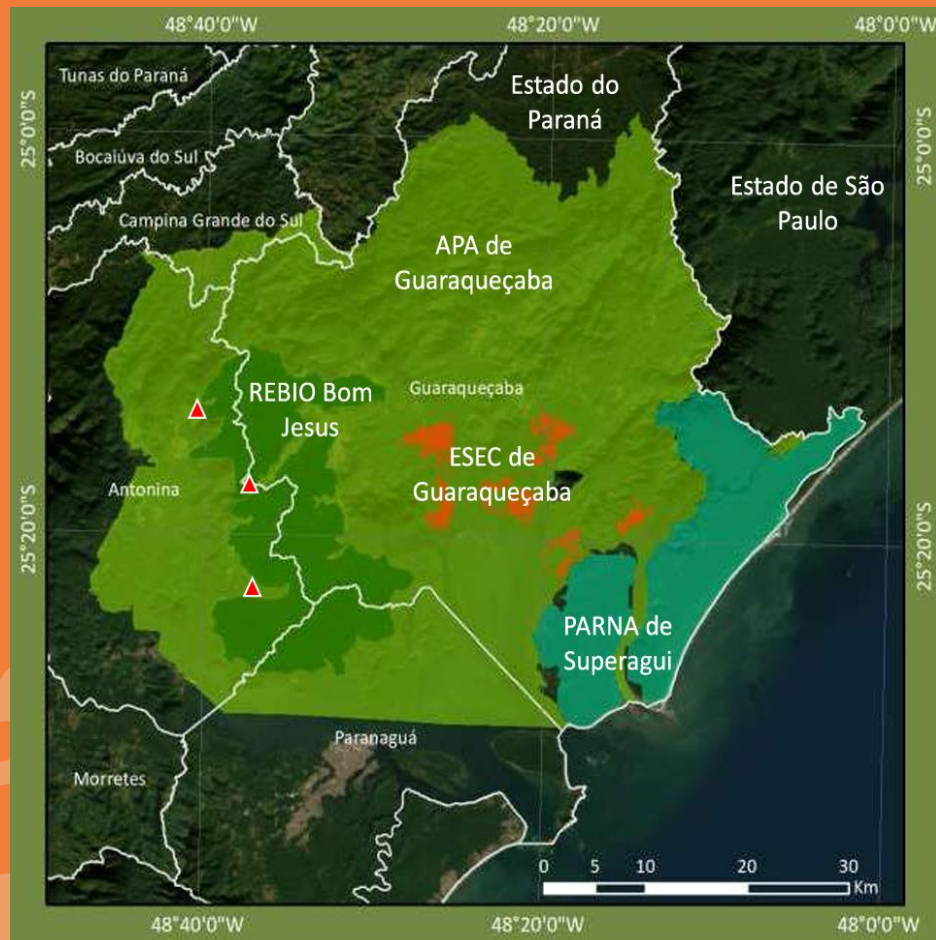 48°40'0"W
48°20'0"W
48°0'0"W
25°0'0"S
25°0'0"S
Tunas do Paraná
Estado do
Paraná
Bocaiúva do Sul
Estado de São
Paulo
Campina Grande do Sul
APA de
Guaraqueçaba
REBIO Bom
Jesus
Guaraqueçaba
ESEC de
Guaraqueçaba
Antonina
25°20'0"S
25°20'0"S
PARNA de
Superagui
Paranaguá
Morretes
0 5 10 20 30
Km
48°40'0"W
48°20'0"W
48°0'0"W